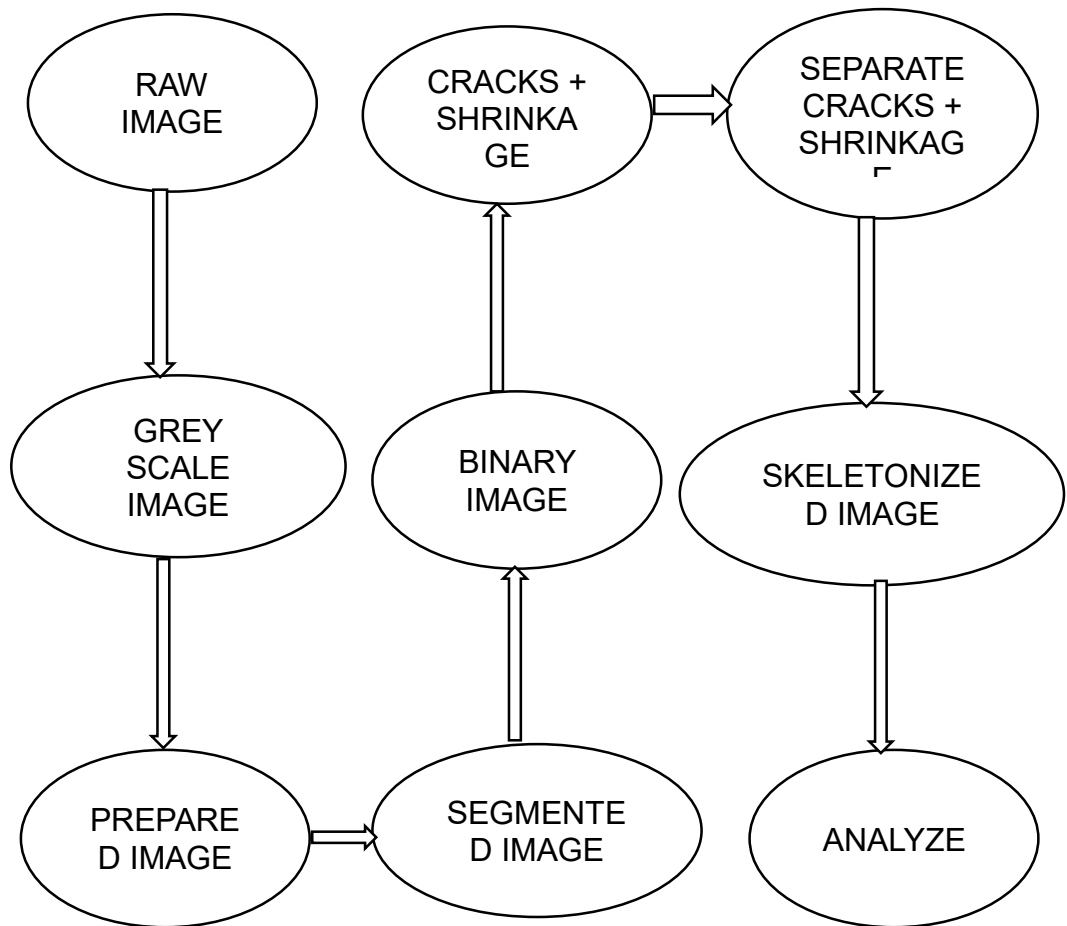 RAW
IMAGE
GREY
SCALE
IMAGE
PREPARE
D IMAGE
SEGMENTE
D IMAGE
BINARY
IMAGE
CRACKS +
SHRINKA
GE
SEPARATE
CRACKS +
SHRINKAG
E
SKELETONIZE
D IMAGE
ANALYZE